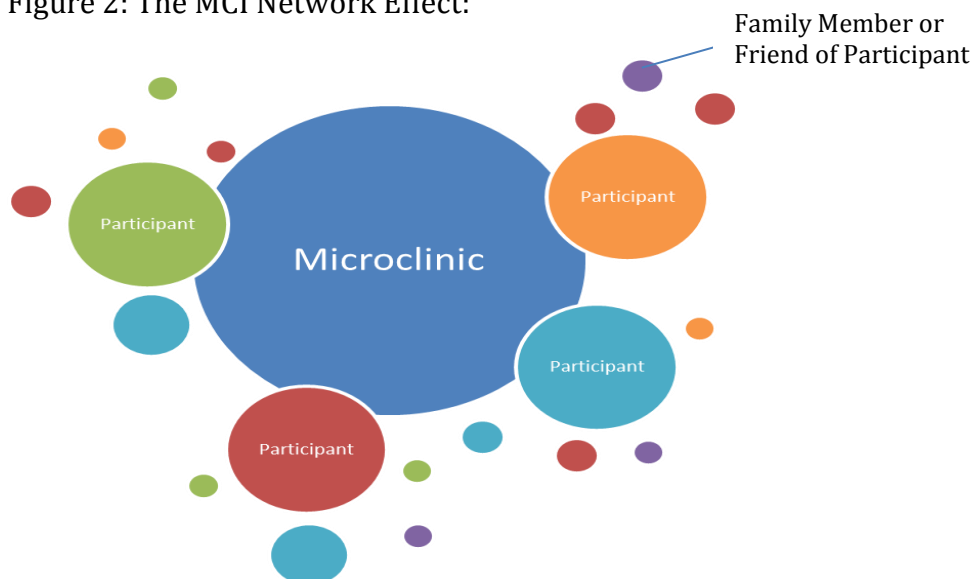 Figure 2: The MCI Network Effect:
Family Member or
Friend of Participant
Participant
Participant
Microclinic
Participant
Participant